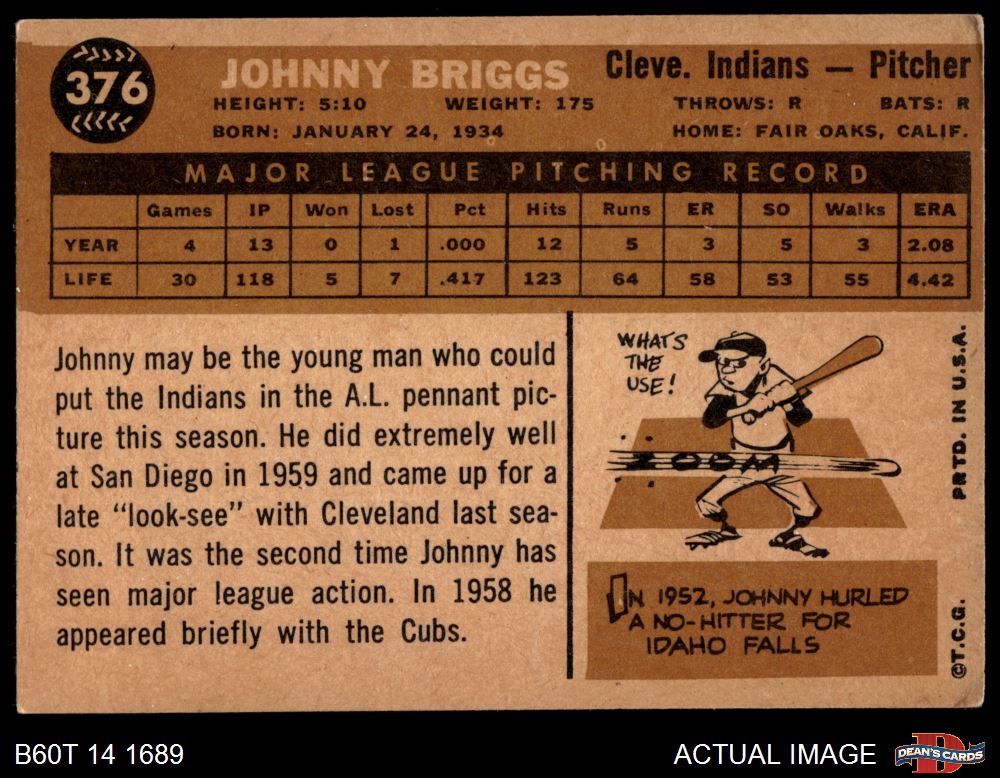 376
JOHNNY BRIGGS
Cleve. Indians — Pitcher
HEIGHT: 5:10 WEIGHT: 175 THROWS: R BATS: R
BORN: JANUARY 24, 1934 HOME: FAIR OAKS, CALIF.
MAJOR LEAGUE PITCHING RECORD
Games IP Won Lost Pct Hits Runs ER SO Walks ERA
YEAR 4 13 0 1 .000 12 5 3 5 3 2.08
LIFE 30 118 5 7 .417 123 64 58 53 55 4.42
Johnny may be the young man who could
put the Indians in the A.L. pennant pic-
ture this season. He did extremely well
at San Diego in 1959 and came up for a
late “look-see” with Cleveland last sea-
son. It was the second time Johnny has
seen major league action. In 1958 he
appeared briefly with the Cubs.
WHAT'S
THE
USE!
ZOOM
IN 1952, JOHNNY HURLED
A NO-HITTER FOR
IDAHO FALLS
©T.C.G. PRTD. IN U.S.A.
B60T 14 1689
ACTUAL IMAGE
DEAN'S CARDS